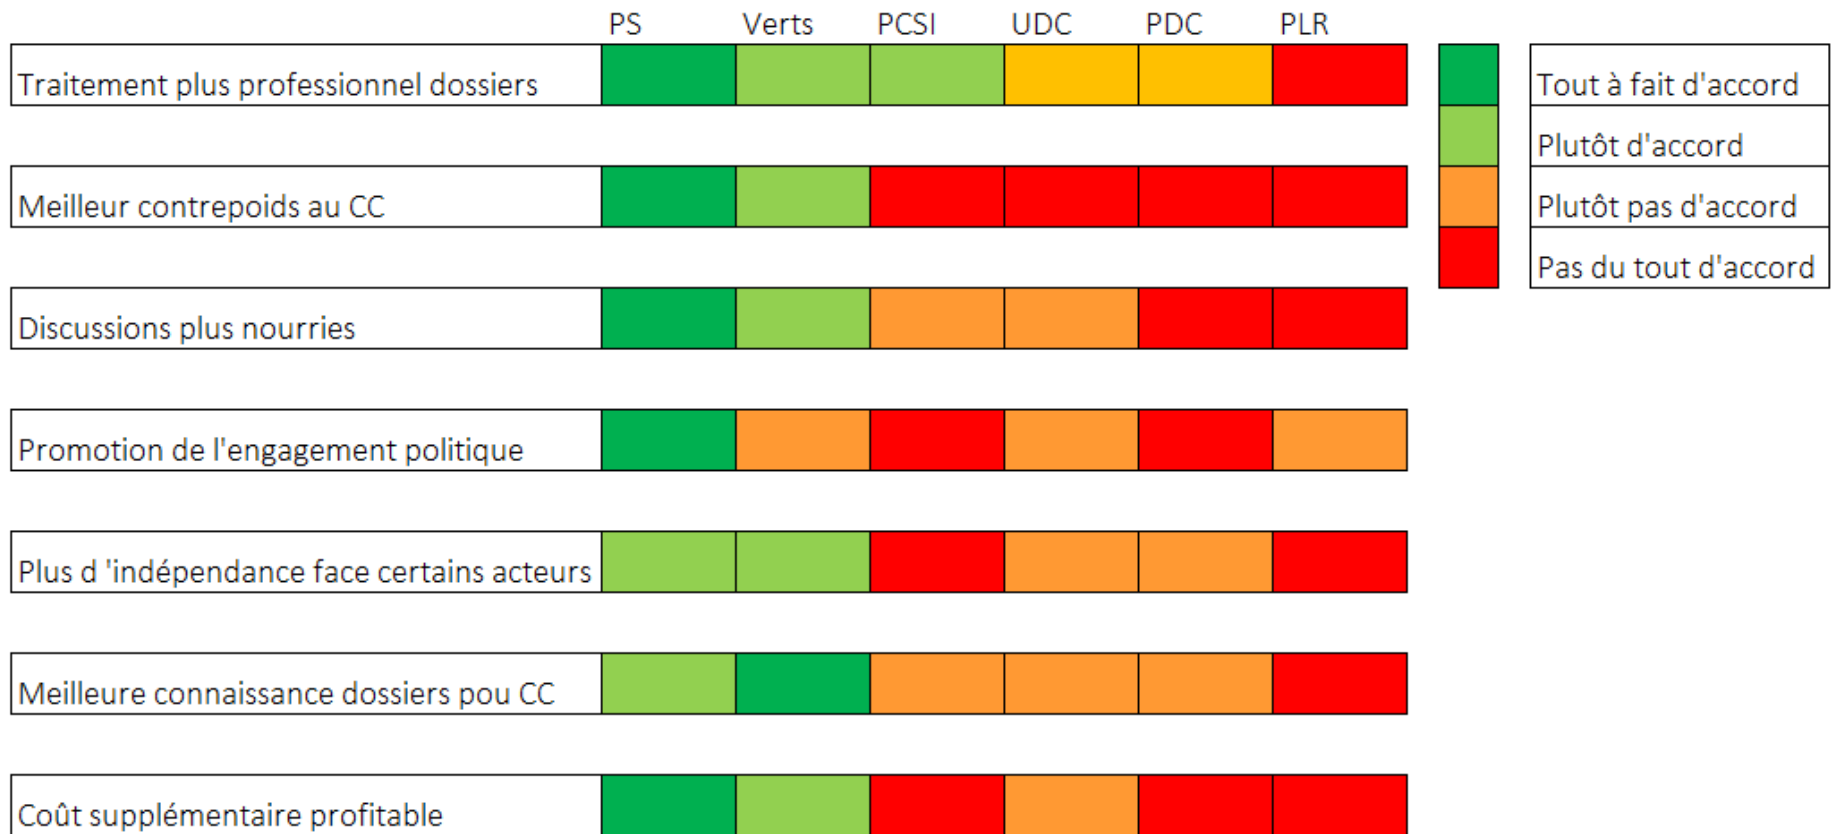 PS Verts PCSI UDC PDC PLR
Traitement plus professionnel dossiers
Tout à fait d'accord
Plutôt d'accord
Meilleur contrepoids au CC
Plutôt pas d'accord
Pas du tout d'accord
Discussions plus nourries
Promotion de l'engagement politique
Plus d 'indépendance face certains acteurs
Meilleure connaissance dossiers pou CC
Coût supplémentaire profitable